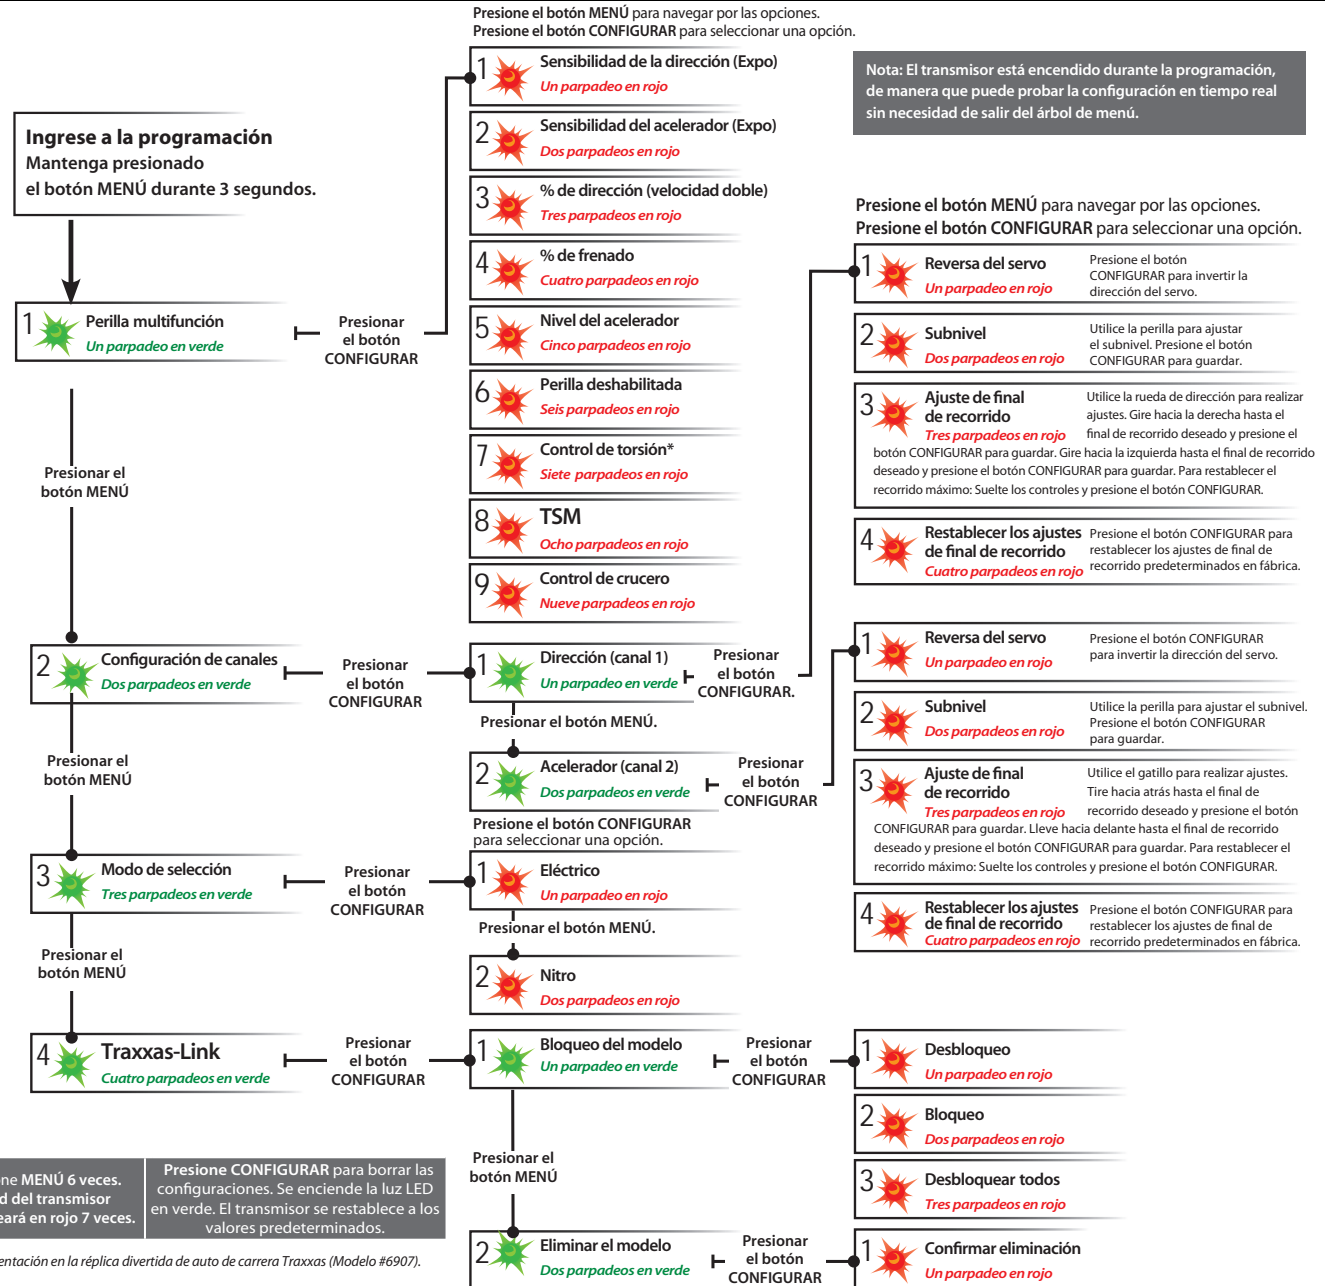 Presione el botón MENÚ para navegar por las opciones.
Presione el botón CONFIGURAR para seleccionar una opción.
Nota: El transmisor está encendido durante la programación,
de manera que puede probar la configuración en tiempo real
sin necesidad de salir del árbol de menú.
Ingrese a la programación
Mantenga presionado
el botón MENÚ durante 3 segundos.
1
Perilla multifunción
Un parpadeo en verde
Presionar
el botón
CONFIGURAR
1
Sensibilidad de la dirección (Expo)
Un parpadeo en rojo
2
Sensibilidad del acelerador (Expo)
Dos parpadeos en rojo
3
% de dirección (velocidad doble)
Tres parpadeos en rojo
4
% de frenado
Cuatro parpadeos en rojo
5
Nivel del acelerador
Cinco parpadeos en rojo
6
Perilla deshabilitada
Seis parpadeos en rojo
7
Control de torsión*
Siete parpadeos en rojo
8
TSM
Ocho parpadeos en rojo
9
Control de crucero
Nueve parpadeos en rojo
Presionar el
botón MENÚ
2
Configuración de canales
Dos parpadeos en verde
Presionar
el botón
CONFIGURAR
1
Dirección (canal 1)
Un parpadeo en verde
Presionar
el botón
CONFIGURAR.
Presione el botón MENÚ para navegar por las opciones.
Presione el botón CONFIGURAR para seleccionar una opción.
1
Reversa del servo
Un parpadeo en rojo
Presione el botón
CONFIGURAR para invertir la
dirección del servo.
2
Subnivel
Dos parpadeos en rojo
Utilice la perilla para ajustar
el subnivel. Presione el botón
CONFIGURAR para guardar.
3
Ajuste de final
de recorrido
Tres parpadeos en rojo
Utilice la rueda de dirección para realizar
ajustes. Gire hacia la derecha hasta el
final de recorrido deseado y presione el
botón CONFIGURAR para guardar. Gire hacia la izquierda hasta el final de recorrido
deseado y presione el botón CONFIGURAR para guardar. Para restablecer el
recorrido máximo: Suelte los controles y presione el botón CONFIGURAR.
4
Restablecer los ajustes
de final de recorrido
Cuatro parpadeos en rojo
Presione el botón CONFIGURAR para
restablecer los ajustes de final de
recorrido predeterminados en fábrica.
Presionar el botón MENÚ.
2
Acelerador (canal 2)
Dos parpadeos en verde
Presionar
el botón
CONFIGURAR
1
Reversa del servo
Un parpadeo en rojo
Presione el botón CONFIGURAR
para invertir la dirección del servo.
2
Subnivel
Dos parpadeos en rojo
Utilice la perilla para ajustar el subnivel.
Presione el botón CONFIGURAR
para guardar.
3
Ajuste de final
de recorrido
Tres parpadeos en rojo
Utilice el gatillo para realizar ajustes.
Tire hacia atrás hasta el final de
recorrido deseado y presione el botón
CONFIGURAR para guardar. Lleve hacia delante hasta el final de recorrido
deseado y presione el botón CONFIGURAR para guardar. Para restablecer el
recorrido máximo: Suelte los controles y presione el botón CONFIGURAR.
4
Restablecer los ajustes
de final de recorrido
Cuatro parpadeos en rojo
Presione el botón CONFIGURAR para
restablecer los ajustes de final de
recorrido predeterminados en fábrica.
Presionar el
botón MENÚ
3
Modo de selección
Tres parpadeos en verde
Presionar
el botón
CONFIGURAR
Presione el botón CONFIGURAR
para seleccionar una opción.
1
Eléctrico
Un parpadeo en rojo
Presionar el botón MENÚ.
2
Nitro
Dos parpadeos en rojo
Presionar el
botón MENÚ
4
Traxxas-Link
Cuatro parpadeos en verde
Presionar
el botón
CONFIGURAR
1
Bloqueo del modelo
Un parpadeo en verde
Presionar
el botón
CONFIGURAR
1
Desbloqueo
Un parpadeo en rojo
2
Bloqueo
Dos parpadeos en rojo
3
Desbloquear todos
Tres parpadeos en rojo
Presionar el
botón MENÚ
2
Eliminar el modelo
Dos parpadeos en verde
Presionar
el botón
CONFIGURAR
1
Confirmar eliminación
Un parpadeo en rojo
ne MENÚ 6 veces.
d del transmisor
eará en rojo 7 veces.
Presione CONFIGURAR para borrar las
configuraciones. Se enciende la luz LED
en verde. El transmisor se restablece a los
valores predeterminados.
entación en la réplica divertida de auto de carrera Traxxas (Modelo #6907).